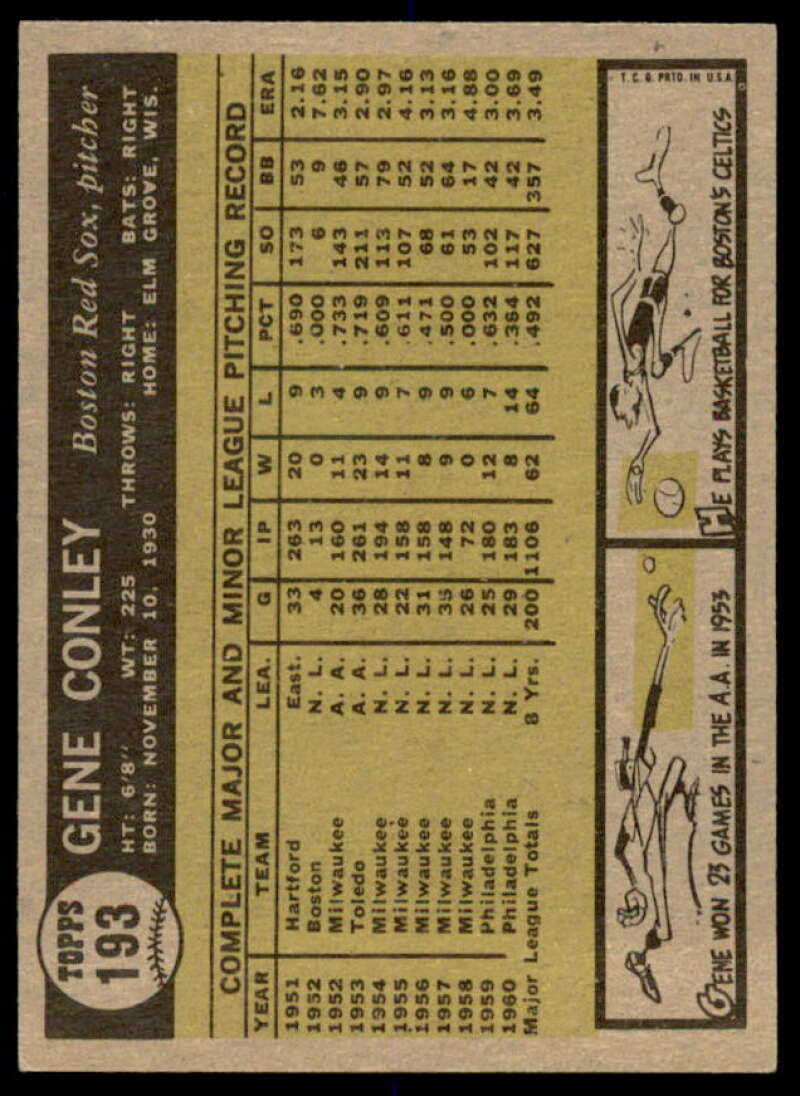 TOPPS
193
GENE CONLEY Boston Red Sox, pitcher
HT: 6'8" WT: 225 THROWS: RIGHT BATS: RIGHT
BORN: NOVEMBER 10, 1930 HOME: ELM GROVE, WIS.
COMPLETE MAJOR AND MINOR LEAGUE PITCHING RECORD
YEAR TEAM LEA. G IP W L PCT SO BB ERA
1951 Hartford East. 33 263 20 9 .690 173 53 2.16
1952 Boston N. L. 4 13 0 3 .000 6 9 7.62
1952 Milwaukee A. A. 20 160 11 4 .733 143 46 3.15
1953 Toledo A. A. 36 261 23 9 .719 211 57 2.90
1954 Milwaukee N. L. 28 194 14 9 .609 113 79 2.97
1955 Milwaukee N. L. 22 158 11 7 .611 107 52 4.16
1956 Milwaukee N. L. 31 158 8 9 .471 68 52 3.13
1957 Milwaukee N. L. 35 148 9 9 .500 61 64 3.16
1958 Milwaukee N. L. 26 72 0 6 .000 53 17 4.88
1959 Philadelphia N. L. 25 180 12 7 .632 102 42 3.00
1960 Philadelphia N. L. 29 183 8 14 .364 117 42 3.69
Major League Totals 8 Yrs. 200 1106 62 64 .492 627 357 3.49
GENE WON 23 GAMES IN THE A.A. IN 1953
HE PLAYS BASKETBALL FOR BOSTON'S CELTICS
T. C. G. PRTD. IN U.S.A.